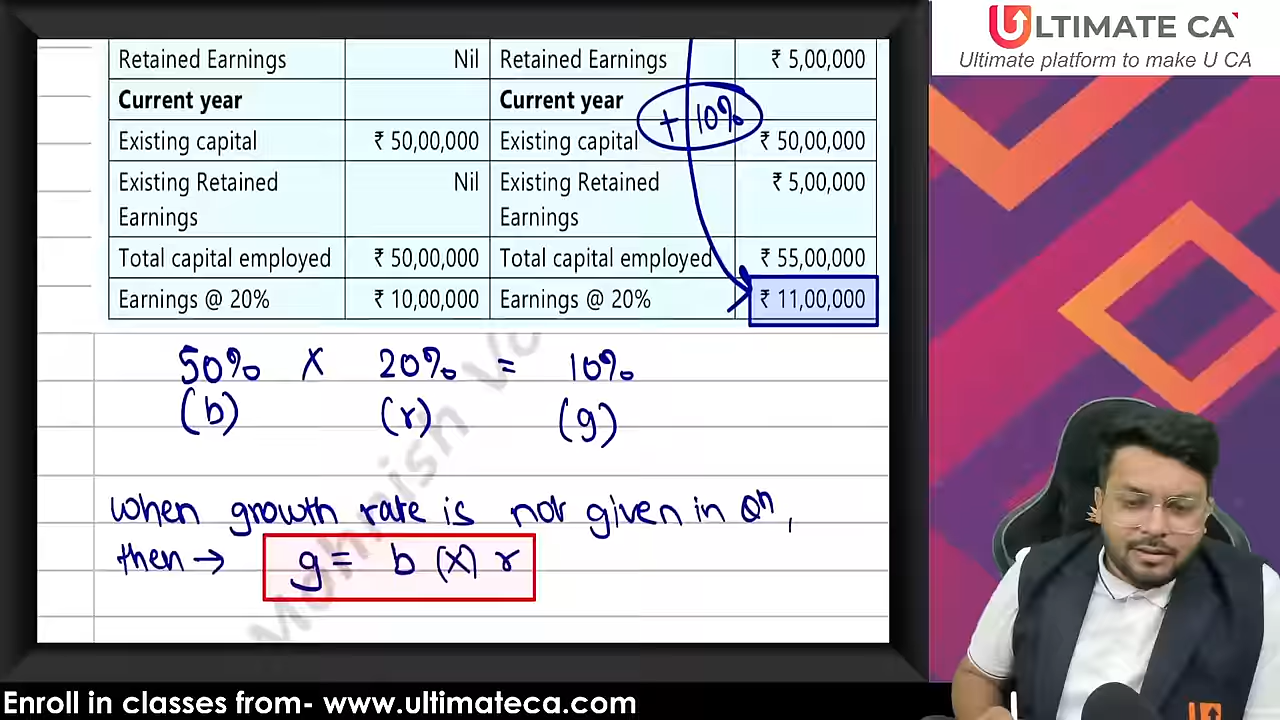 ULTIMATE CA
Ultimate platform to make U CA
Retained Earnings Nil Retained Earnings ₹ 5,00,000
Current year Current year
+ 10%
Existing capital ₹ 50,00,000 Existing capital ₹ 50,00,000
Existing Retained Earnings Nil Existing Retained Earnings ₹ 5,00,000
Total capital employed ₹ 50,00,000 Total capital employed ₹ 55,00,000
Earnings @ 20% ₹ 10,00,000 Earnings @ 20% ₹ 11,00,000
50% x 20% = 10%
(b) (r) (g)
When growth rate is not given in Qn,
then → g = b (x) r
Enroll in classes from- www.ultimateca.com